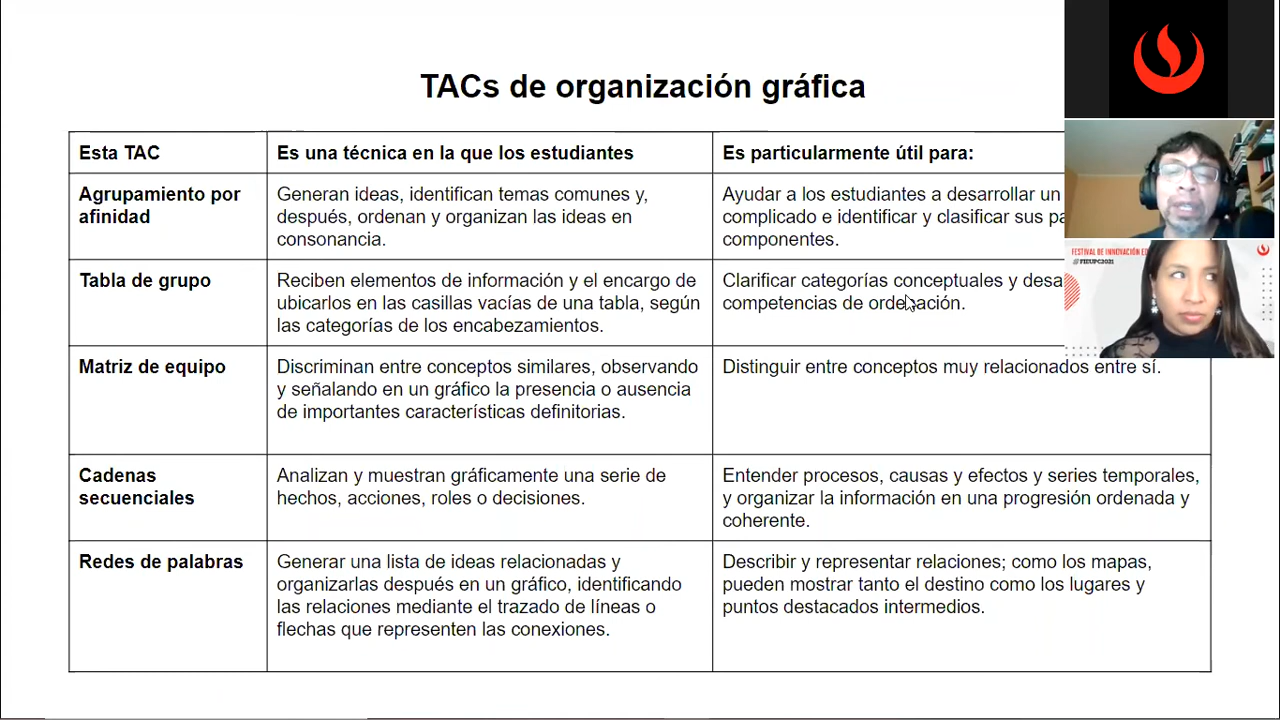 TACs de organización gráfica
Esta TAC
Es una técnica en la que los estudiantes
Es particularmente útil para:
Agrupamiento por
afinidad
Generan ideas, identifican temas comunes y,
después, ordenan y organizan las ideas en
consonancia.
Ayudar a los estudiantes a desarrollar un
complicado e identificar y clasificar sus
componentes.
Tabla de grupo
Reciben elementos de información y el encargo de
ubicarlos en las casillas vacías de una tabla, según
las categorías de los encabezamientos.
Clarificar categorías conceptuales y
competencias de ordenación.
Matriz de equipo
Discriminan entre conceptos similares, observando
y señalando en un gráfico la presencia o ausencia
de importantes características definitorias.
Distinguir entre conceptos muy relacionados entre sí.
Cadenas
secuenciales
Analizan y muestran gráficamente una serie de
hechos, acciones, roles o decisiones.
Entender procesos, causas y efectos y series temporales,
y organizar la información en una progresión ordenada y
coherente.
Redes de palabras
Generar una lista de ideas relacionadas y
organizarlas después en un gráfico, identificando
las relaciones mediante el trazado de líneas o
flechas que representen las conexiones.
Describir y representar relaciones; como los mapas,
pueden mostrar tanto el destino como los lugares y
puntos destacados intermedios.
FESTIVAL DE INNOVACIÓN